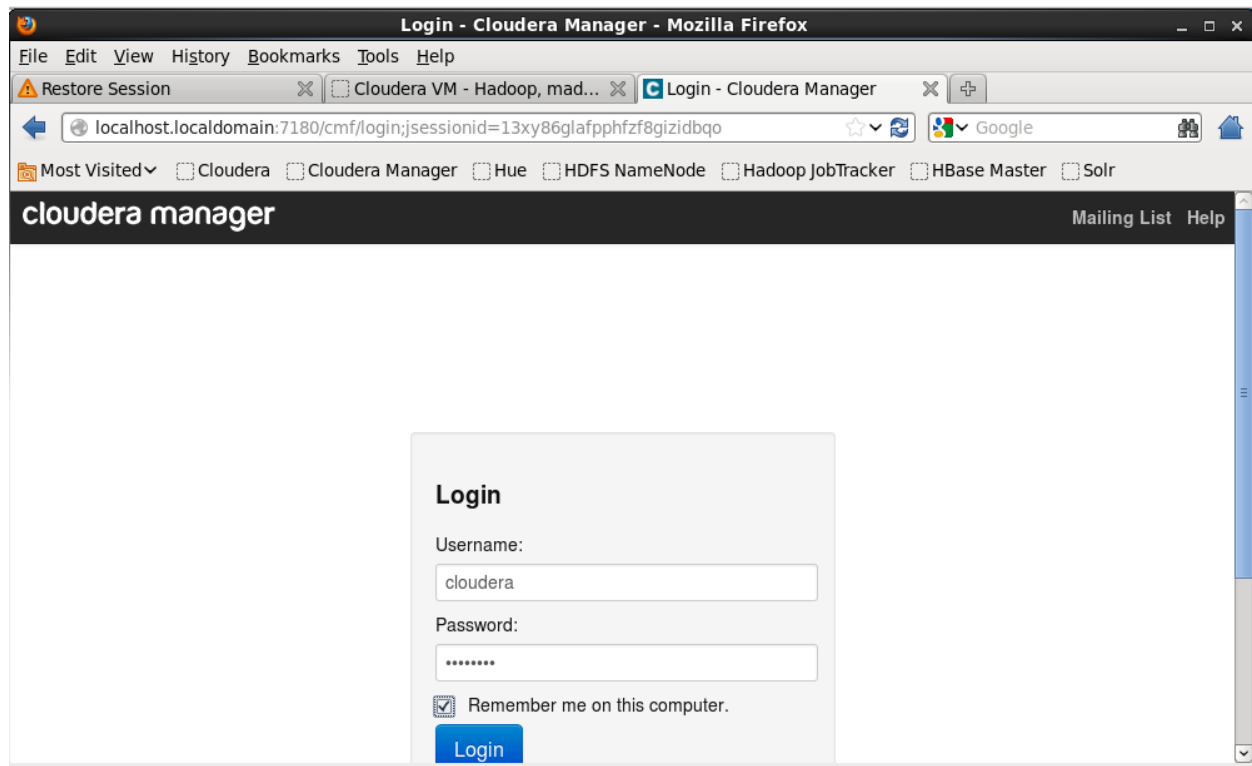 Login - Cloudera Manager - Mozilla Firefox
File Edit View History Bookmarks Tools Help
Restore Session Cloudera VM - Hadoop, mad... Login - Cloudera Manager
localhost.localdomain:7180/cmf/login;jsessionid=13xy86glafpphfzf8gizidbqo Google
Most Visited Cloudera Cloudera Manager Hue HDFS NameNode Hadoop JobTracker HBase Master Solr
cloudera manager Mailing List Help
Login
Username:
cloudera
Password:
••••••••
Remember me on this computer.
Login